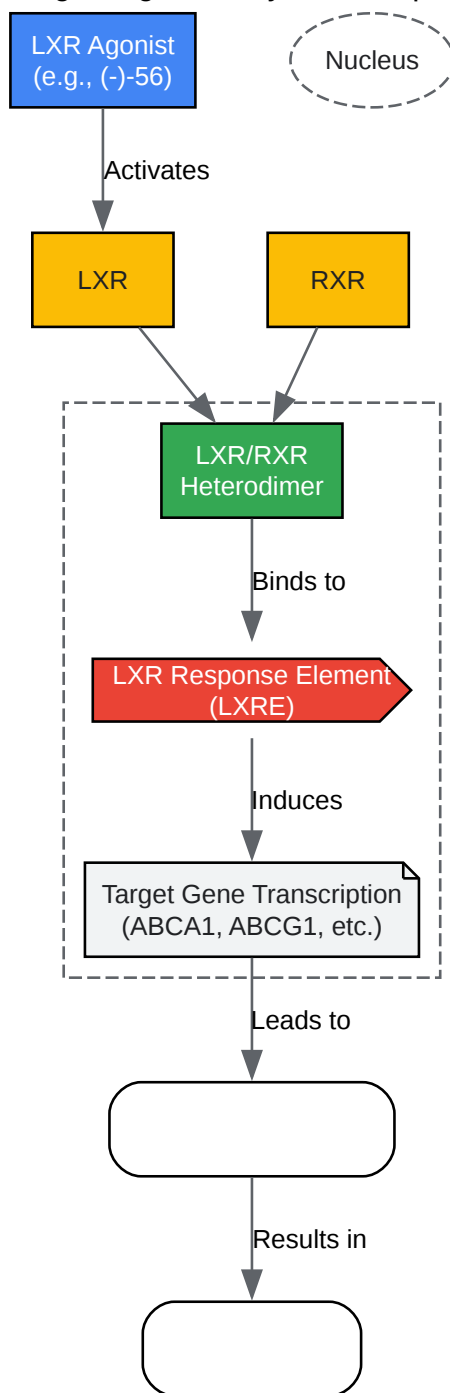 LXR Agonist
(e.g., (-)-56)
Nucleus
Activates
LXR
RXR
LXR/RXR
Heterodimer
Binds to
LXR Response Element
(LXRE)
Induces
Target Gene Transcription
(ABCA1, ABCG1, etc.)
Leads to
Results in